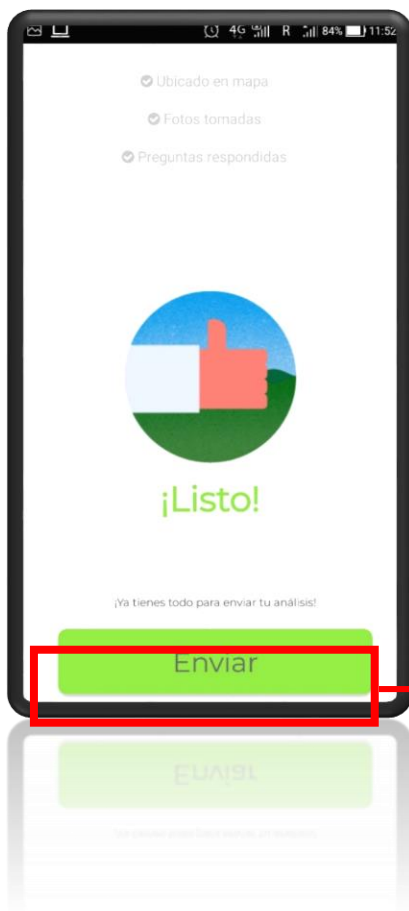 4G R 84% 11:52
Ubicado en mapa
Fotos tomadas
Preguntas respondidas
¡Listo!
¡Ya tienes todo para enviar tu análisis!
Enviar